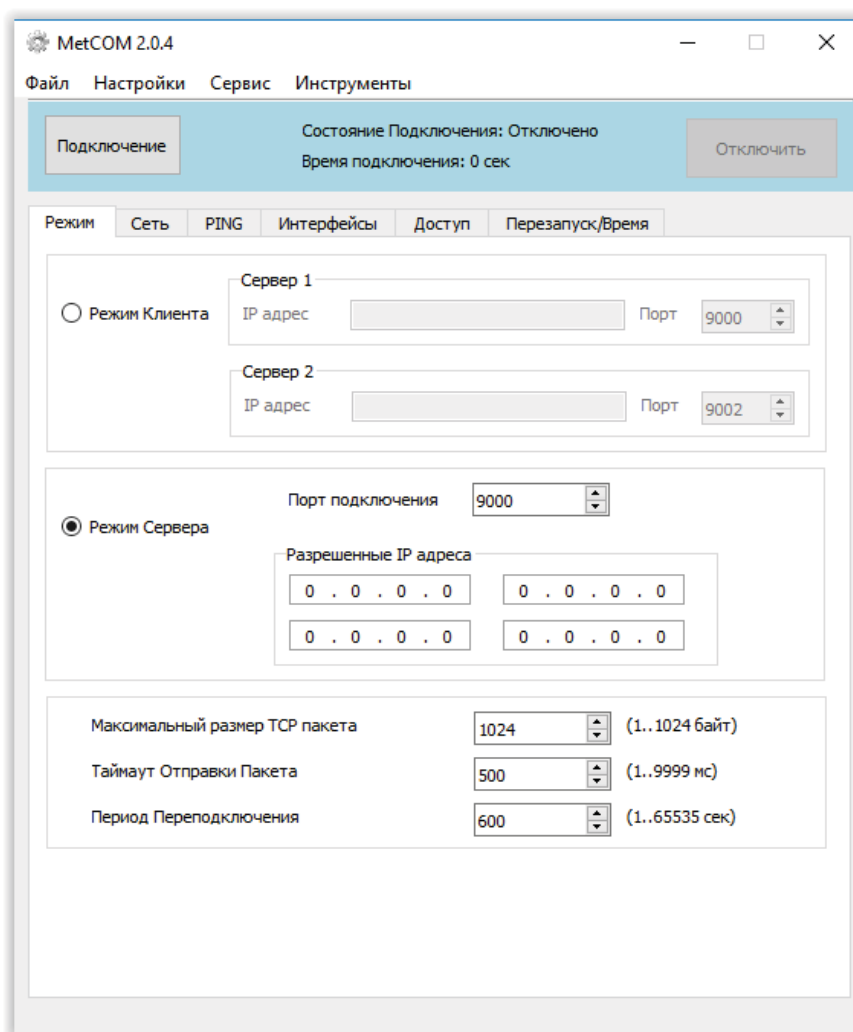 MetCOM 2.0.4
Файл Настройки Сервис Инструменты
Подключение
Состояние Подключения: Отключено
Время подключения: 0 сек
Отключить
Режим Сеть PING Интерфейсы Доступ Перезапуск/Время
Сервер 1
Режим Клиента IP адрес Порт 9000
Сервер 2
IP адрес Порт 9002
Порт подключения 9000
Режим Сервера
Разрешенные IP адреса
0 . 0 . 0 . 0 0 . 0 . 0 . 0
0 . 0 . 0 . 0 0 . 0 . 0 . 0
Максимальный размер TCP пакета 1024 (1..1024 байт)
Таймаут Отправки Пакета 500 (1..9999 мс)
Период Переподключения 600 (1..65535 сек)